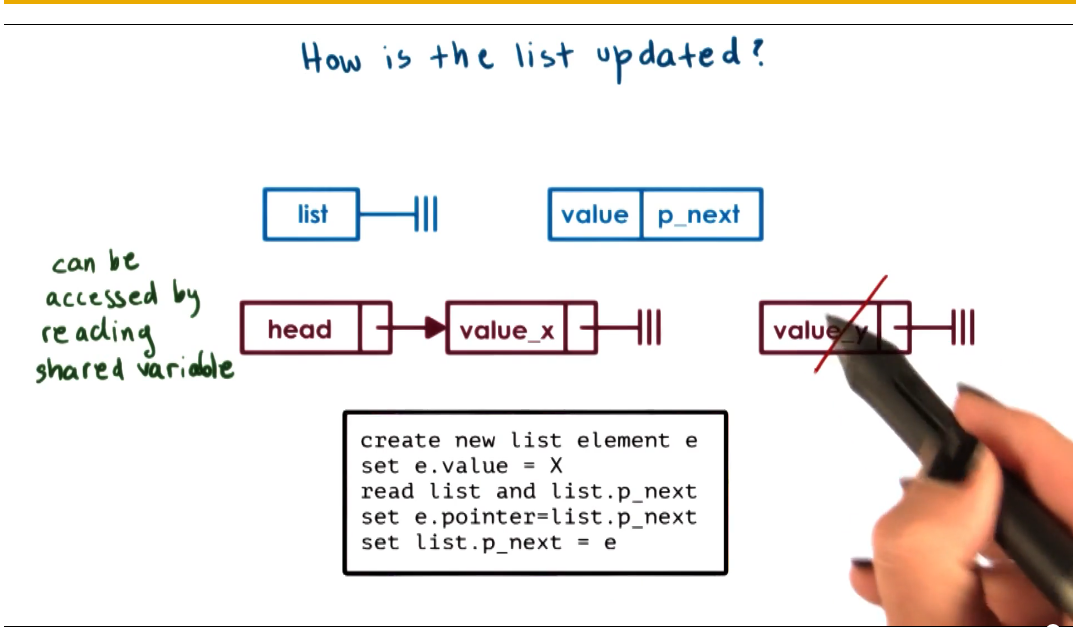 How is the list updated?
list
value p_next
can be
accessed by
reading
shared variable
head value_x value_y
create new list element e
set e.value = X
read list and list.p_next
set e.pointer=list.p_next
set list.p_next = e